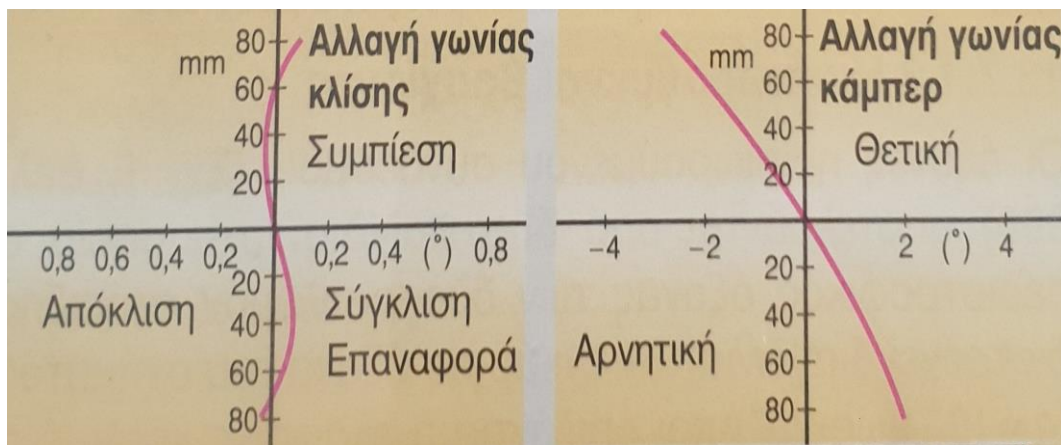 80
Αλλαγή γωνίας
mm
κλίσης
60
40
Συμπίεση
20
0,8 0,6 0,4 0,2
0,2 0,4 (°) 0,8
20
Απόκλιση
Σύγκλιση
40
Επαναφορά
60
80
80
Αλλαγή γωνίας
mm
κάμπερ
60
40
Θετική
20
-4 -2
2 (°) 4
20
40
Αρνητική
60
80